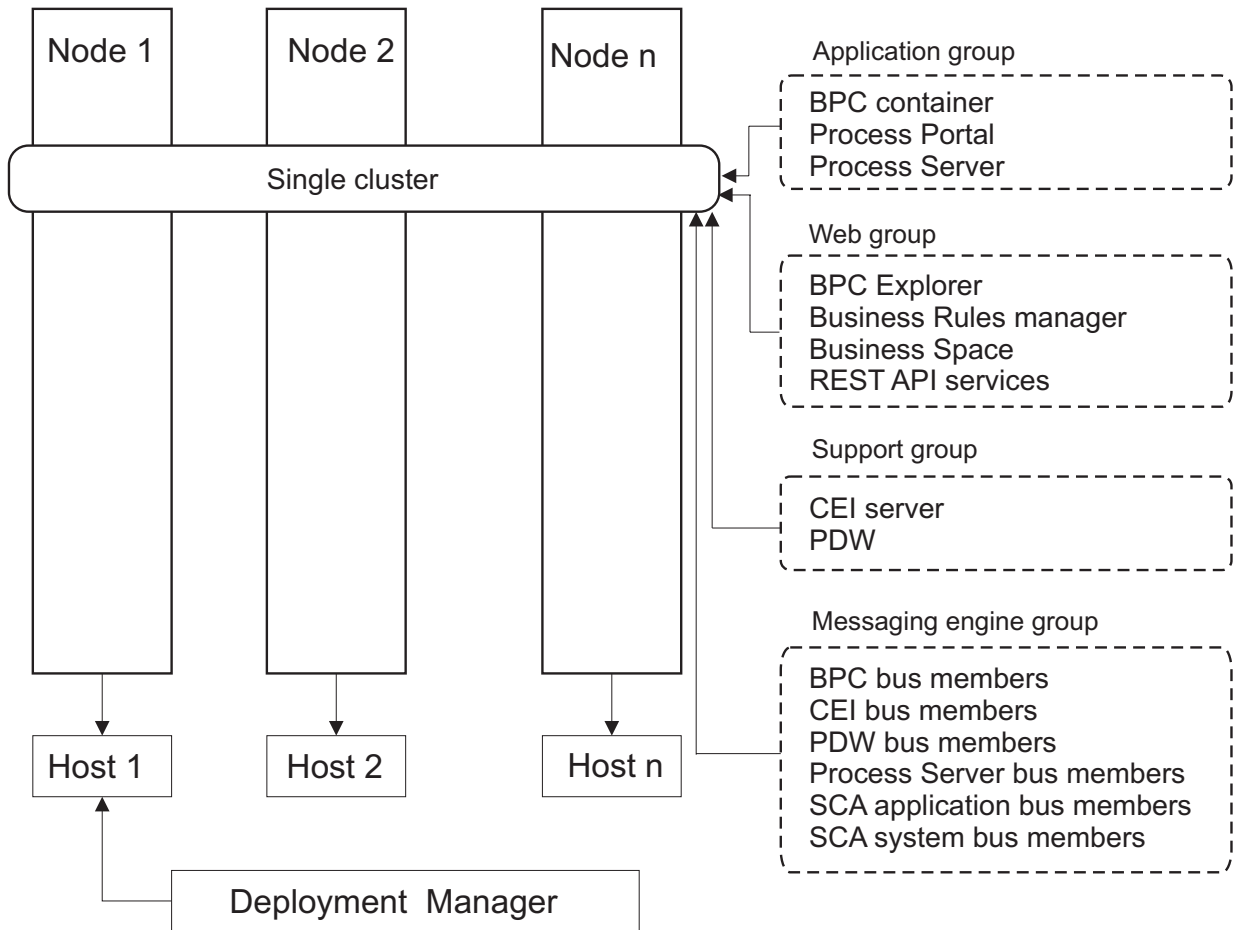 Node 1
Node 2
Node n
Single cluster
Host 1
Host 2
Host n
Deployment Manager
Application group
BPC container
Process Portal
Process Server
Web group
BPC Explorer
Business Rules manager
Business Space
REST API services
Support group
CEI server
PDW
Messaging engine group
BPC bus members
CEI bus members
PDW bus members
Process Server bus members
SCA application bus members
SCA system bus members